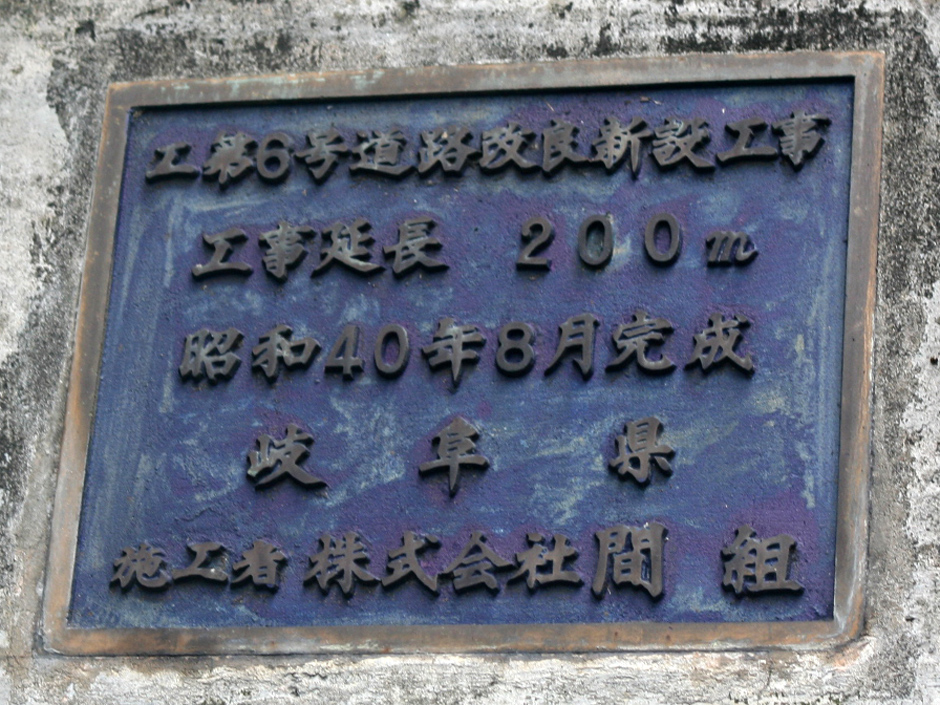 工第6号道路改良新設工事
工事延長 200m
昭和40年8月完成
岐阜県
施工者 株式会社間組